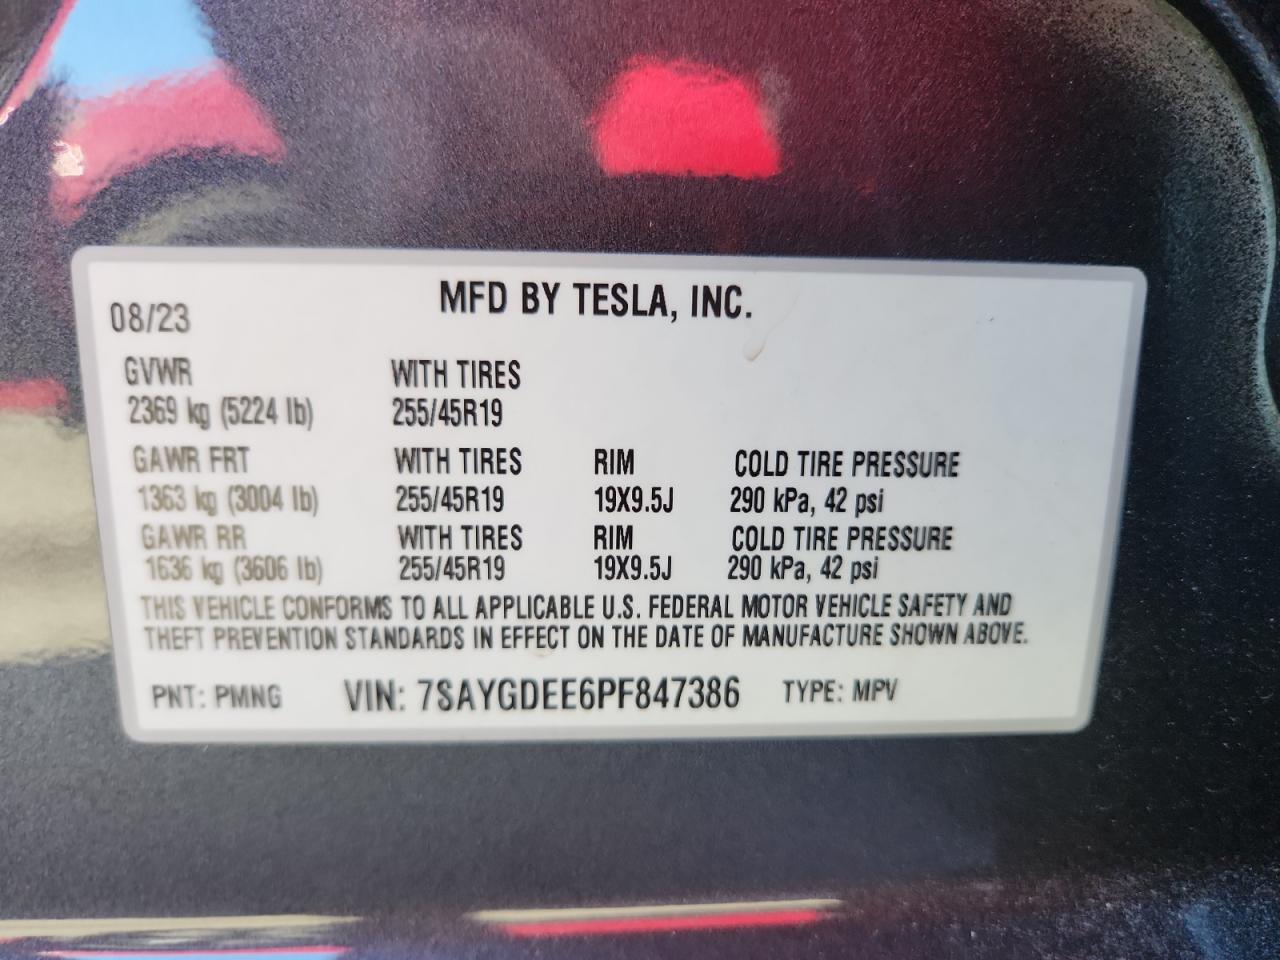 MFD BY TESLA, INC.
08/23
GVWR WITH TIRES
2369 kg (5224 lb) 255/45R19
GAWR FRT WITH TIRES RIM COLD TIRE PRESSURE
1363 kg (3004 lb) 255/45R19 19X9.5J 290 kPa, 42 psi
GAWR RR WITH TIRES RIM COLD TIRE PRESSURE
1636 kg (3606 lb) 255/45R19 19X9.5J 290 kPa, 42 psi
THIS VEHICLE CONFORMS TO ALL APPLICABLE U.S. FEDERAL MOTOR VEHICLE SAFETY AND
THEFT PREVENTION STANDARDS IN EFFECT ON THE DATE OF MANUFACTURE SHOWN ABOVE.
PNT: PMNG VIN: 7SAYGDEE6PF847386 TYPE: MPV